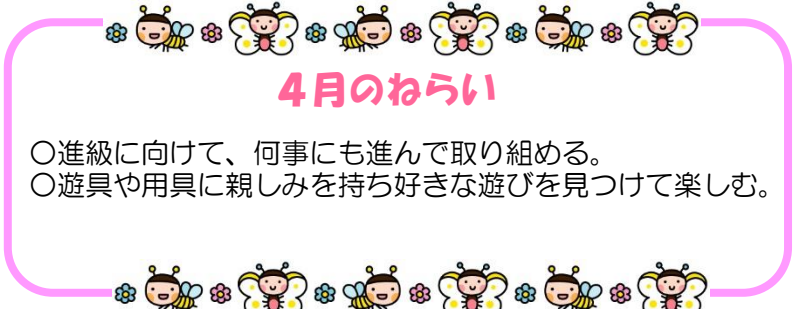 4月のねらい
○進級に向けて、何事にも進んで取り組める。
○遊具や用具に親しみを持ち好きな遊びを見つけて楽しむ。